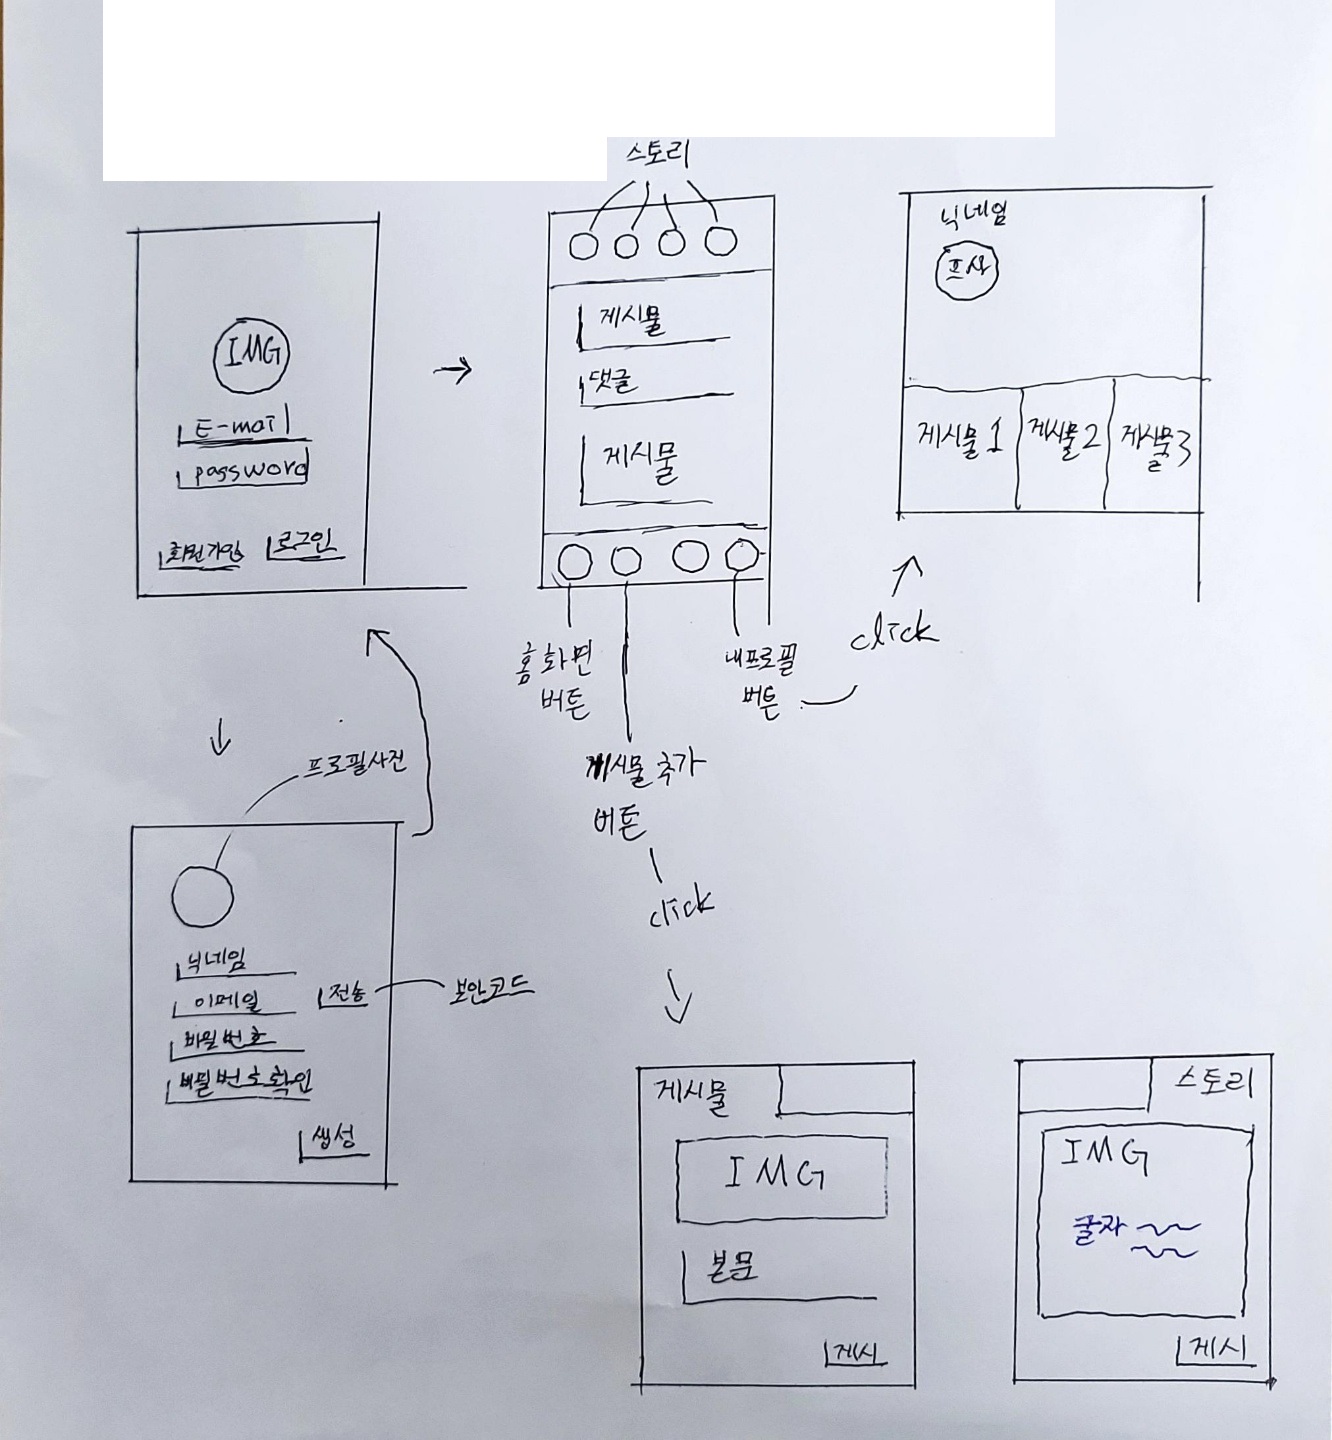 스토리
IMG
E-mail
password
회원가입
로그인
→
게시물
댓글
게시물
홈화면
버튼
게시물 추가
버튼
click
내프로필
버튼
click
닉네임
프사
게시물 1
게시물 2
게시물 3
프로필사진
닉네임
이메일
전송
보안코드
비밀번호
비밀번호확인
생성
게시물
IMG
본문
게시
스토리
IMG
글자
게시